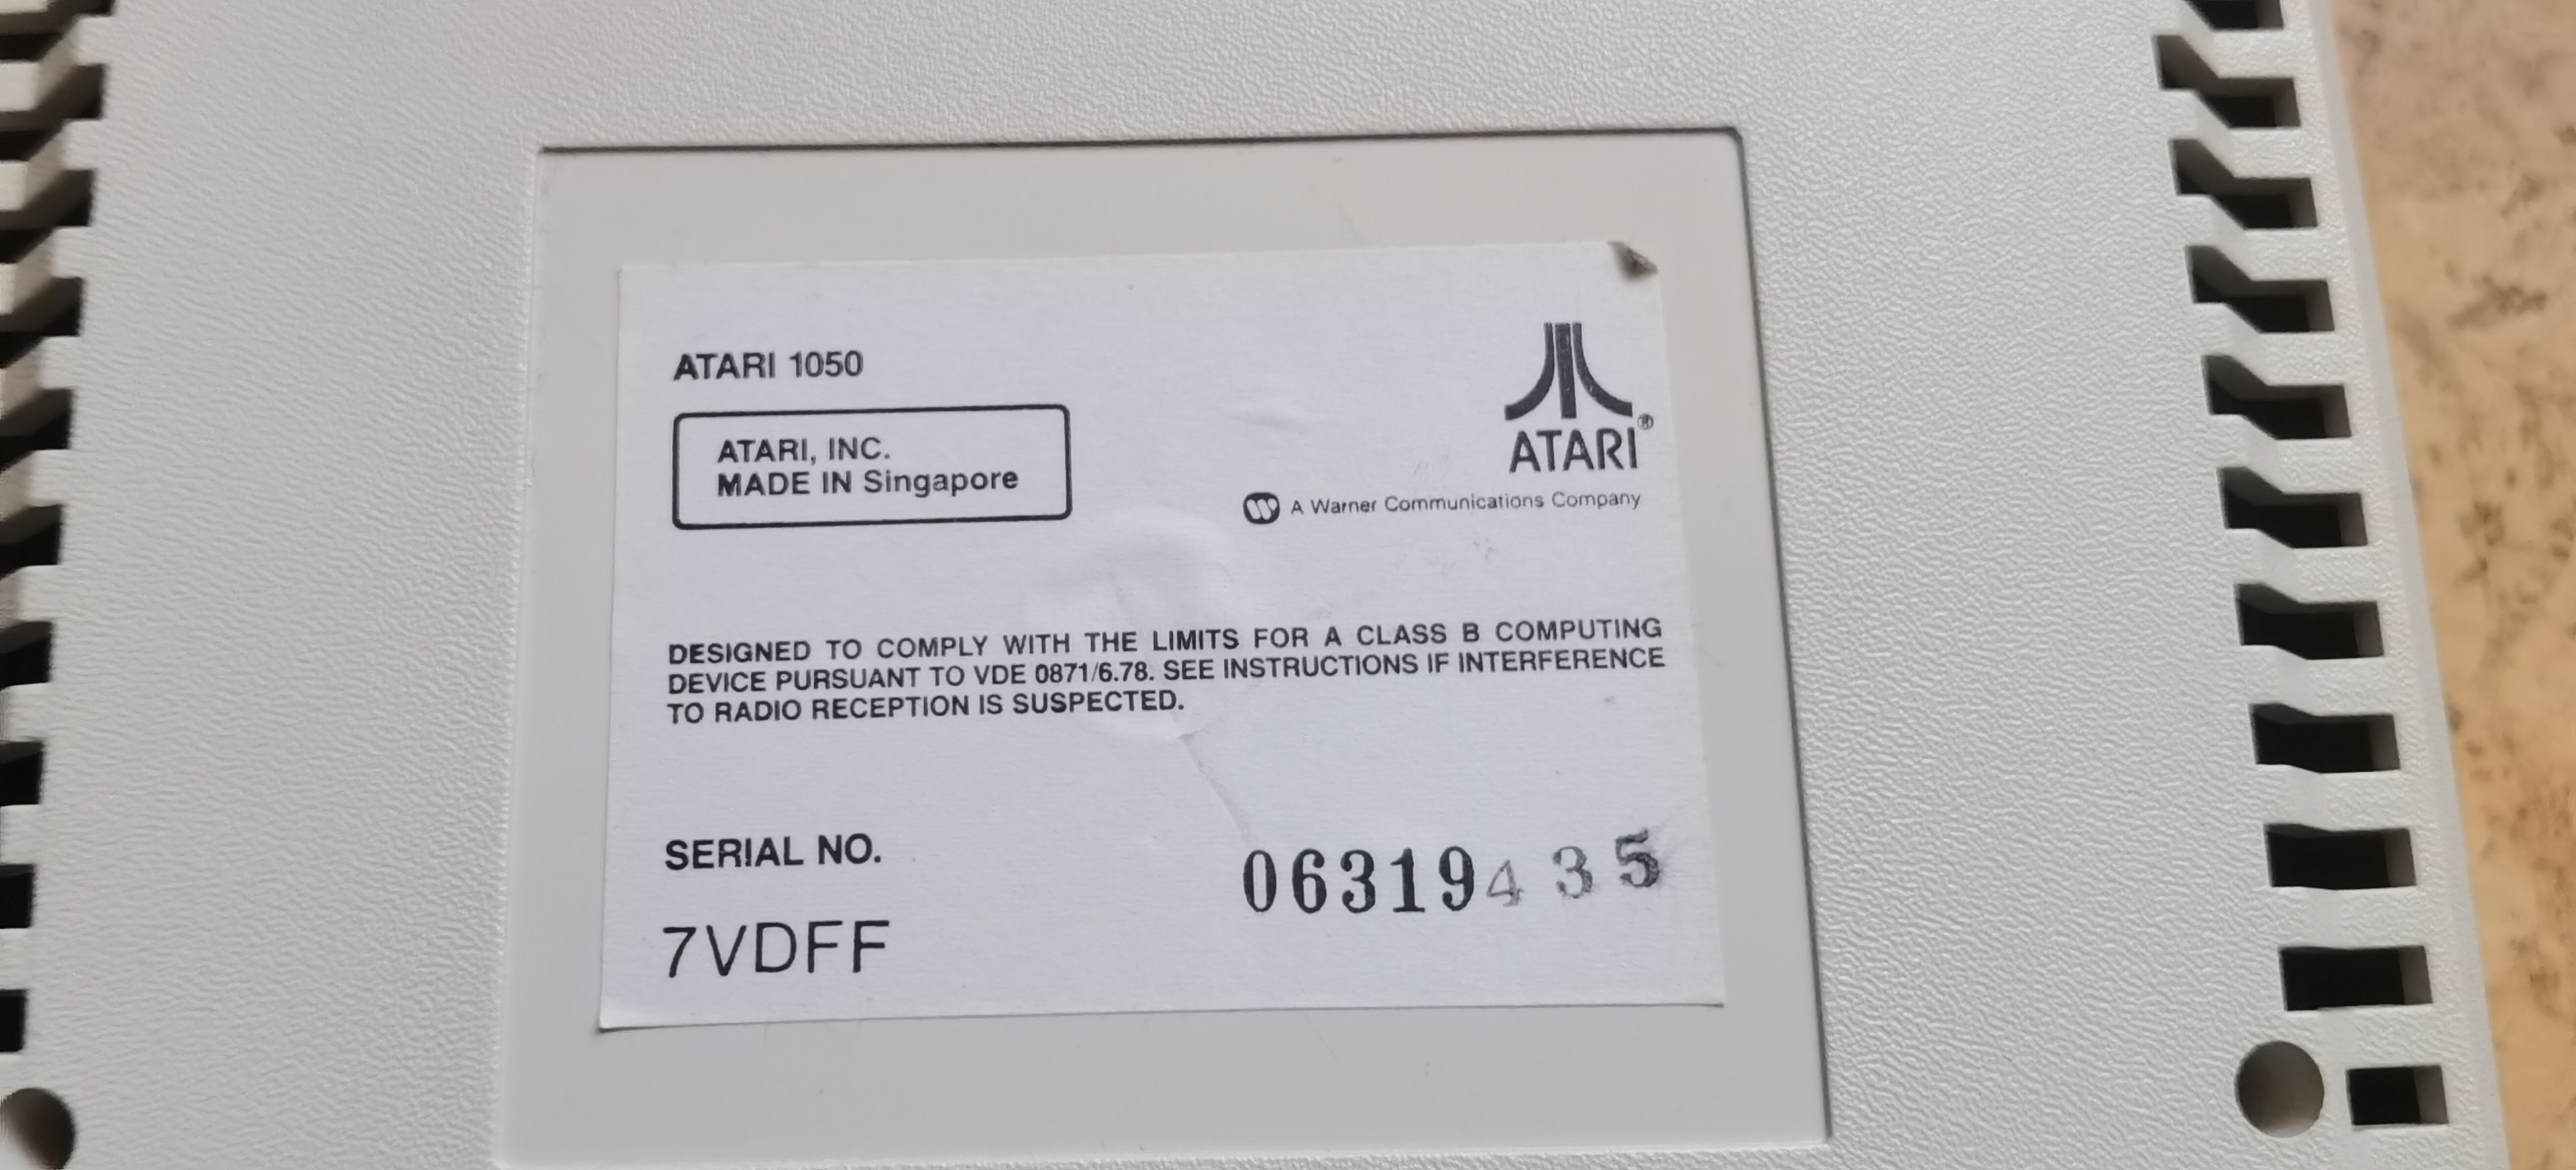 ATARI 1050
ATARI, INC.
MADE IN Singapore
ATARI®
A Warner Communications Company
DESIGNED TO COMPLY WITH THE LIMITS FOR A CLASS B COMPUTING
DEVICE PURSUANT TO VDE 0871/6.78. SEE INSTRUCTIONS IF INTERFERENCE
TO RADIO RECEPTION IS SUSPECTED.
SERIAL NO.
06319435
7VDFF